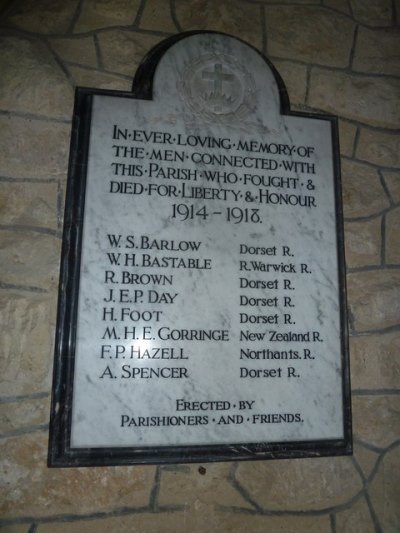 IN·EVER·LOVING·MEMORY·OF
THE·MEN·CONNECTED·WITH
THIS·PARISH·WHO·FOUGHT·&
DIED·FOR·LIBERTY·&·HONOUR
1914-1918.
W. S. BARLOW Dorset R.
W. H. BASTABLE R. Warwick R.
R. BROWN Dorset R.
J. E. P. DAY Dorset R.
H. FOOT Dorset R.
M. H. E. GORRINGE New Zealand R.
F. P. HAZELL Northants. R.
A. SPENCER Dorset R.
ERECTED·BY
PARISHIONERS·AND·FRIENDS.